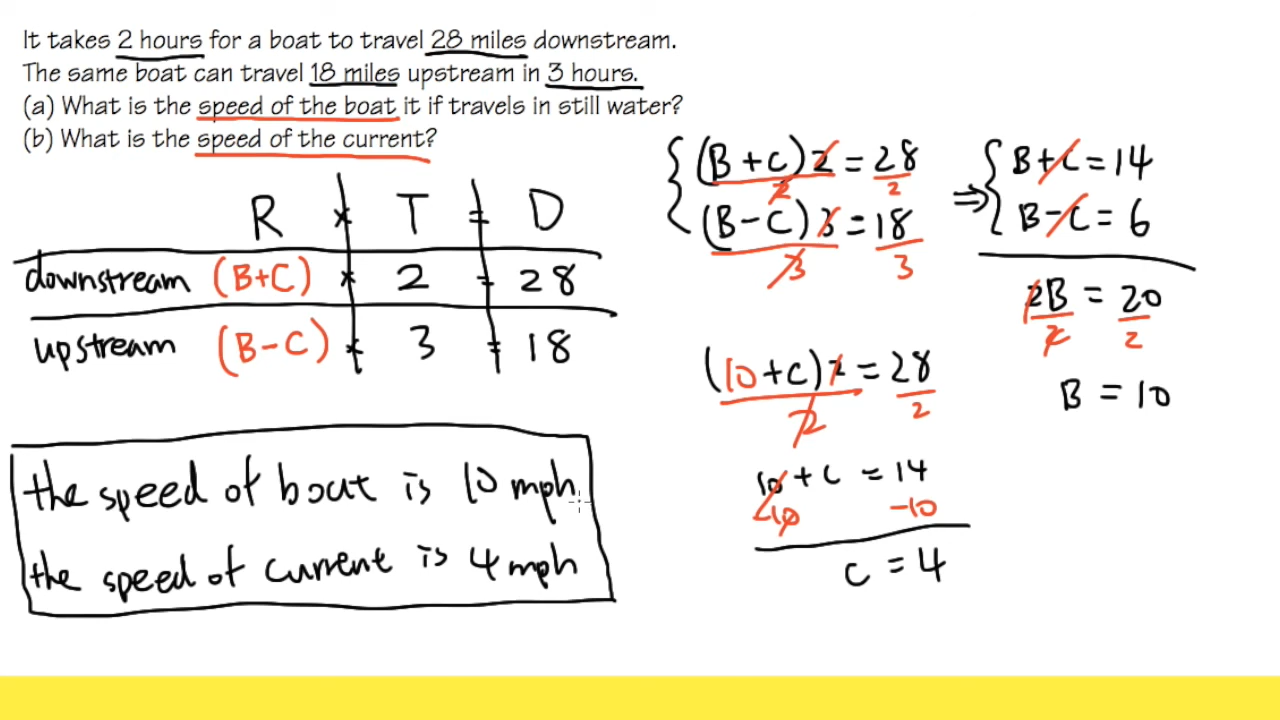 It takes 2 hours for a boat to travel 28 miles downstream.
The same boat can travel 18 miles upstream in 3 hours.
(a) What is the speed of the boat it if travels in still water?
(b) What is the speed of the current?
R × T = D
downstream (B+C) × 2 = 28
upstream (B-C) × 3 = 18
the speed of boat is 10 mph
the speed of current is 4 mph
(B+C)2 = 28
2 2
(B-C)3 = 18
3 3
⇒ B+C = 14
B-C = 6
2B = 20
2 2
B = 10
(10+C)2 = 28
2 2
10+C = 14
-10 -10
C = 4